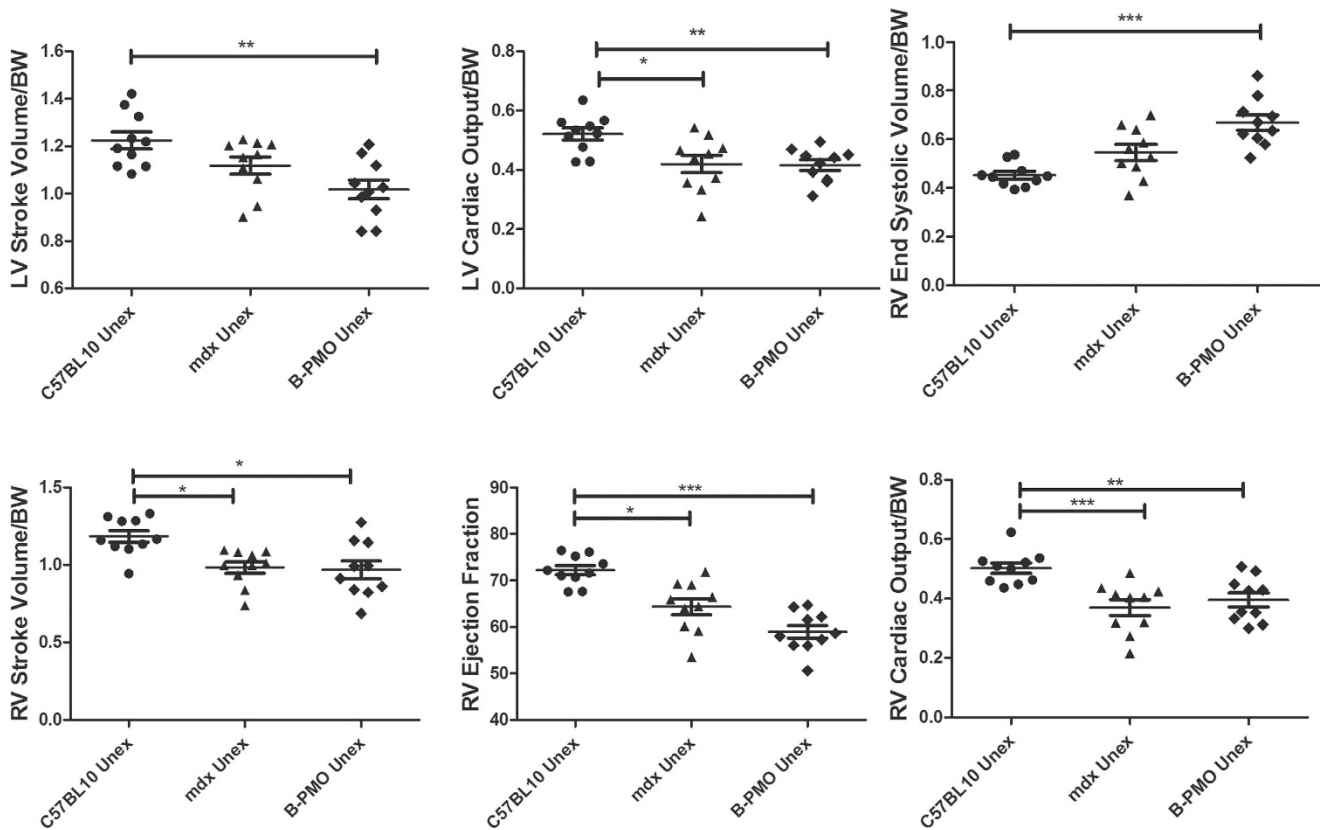 LV Stroke Volume/BW
1.6
1.4
1.2
1.0
0.8
0.6
**
C57BL10 Unex
mdx Unex
B-PMO Unex
LV Cardiac Output/BW
0.8
0.6
0.4
0.2
0.0
**
*
C57BL10 Unex
mdx Unex
B-PMO Unex
RV End Systolic Volume/BW
1.0
0.8
0.6
0.4
0.2
0.0
***
C57BL10 Unex
mdx Unex
B-PMO Unex
RV Stroke Volume/BW
1.5
1.0
0.5
0.0
*
*
C57BL10 Unex
mdx Unex
B-PMO Unex
RV Ejection Fraction
90
80
70
60
50
40
***
*
C57BL10 Unex
mdx Unex
B-PMO Unex
RV Cardiac Output/BW
0.8
0.6
0.4
0.2
0.0
**
***
C57BL10 Unex
mdx Unex
B-PMO Unex